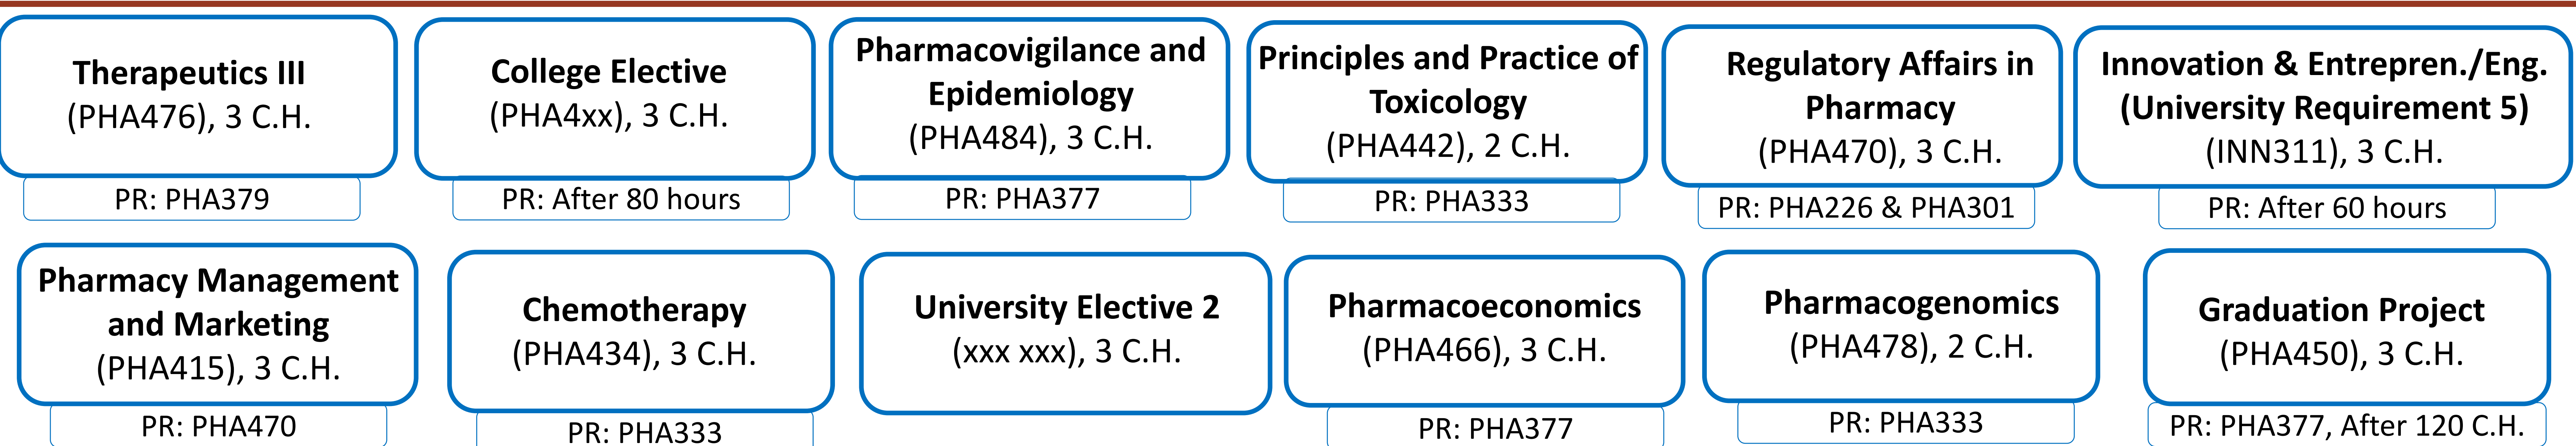 Therapeutics III
(PHA476), 3 C.H.
PR: PHA379
College Elective
(PHA4xx), 3 C.H.
PR: After 80 hours
Pharmacovigilance and
Epidemiology
(PHA484), 3 C.H.
PR: PHA377
Principles and Practice of
Toxicology
(PHA442), 2 C.H.
PR: PHA333
Regulatory Affairs in
Pharmacy
(PHA470), 3 C.H.
PR: PHA226 & PHA301
Innovation & Entrepren./Eng.
(University Requirement 5)
(INN311), 3 C.H.
PR: After 60 hours
Pharmacy Management
and Marketing
(PHA415), 3 C.H.
PR: PHA470
Chemotherapy
(PHA434), 3 C.H.
PR: PHA333
University Elective 2
(xxx xxx), 3 C.H.
Pharmacoeconomics
(PHA466), 3 C.H.
PR: PHA377
Pharmacogenomics
(PHA478), 2 C.H.
PR: PHA333
Graduation Project
(PHA450), 3 C.H.
PR: PHA377, After 120 C.H.